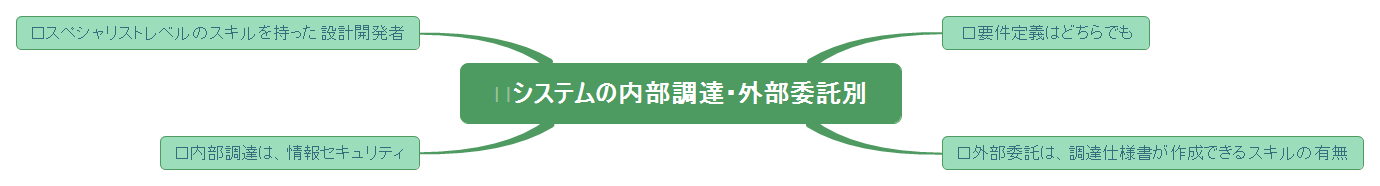 □スペシャリストレベルのスキルを持った設計開発者
□要件定義はどちらでも
□□システムの内部調達・外部委託別
□内部調達は、情報セキュリティ
□外部委託は、調達仕様書が作成できるスキルの有無